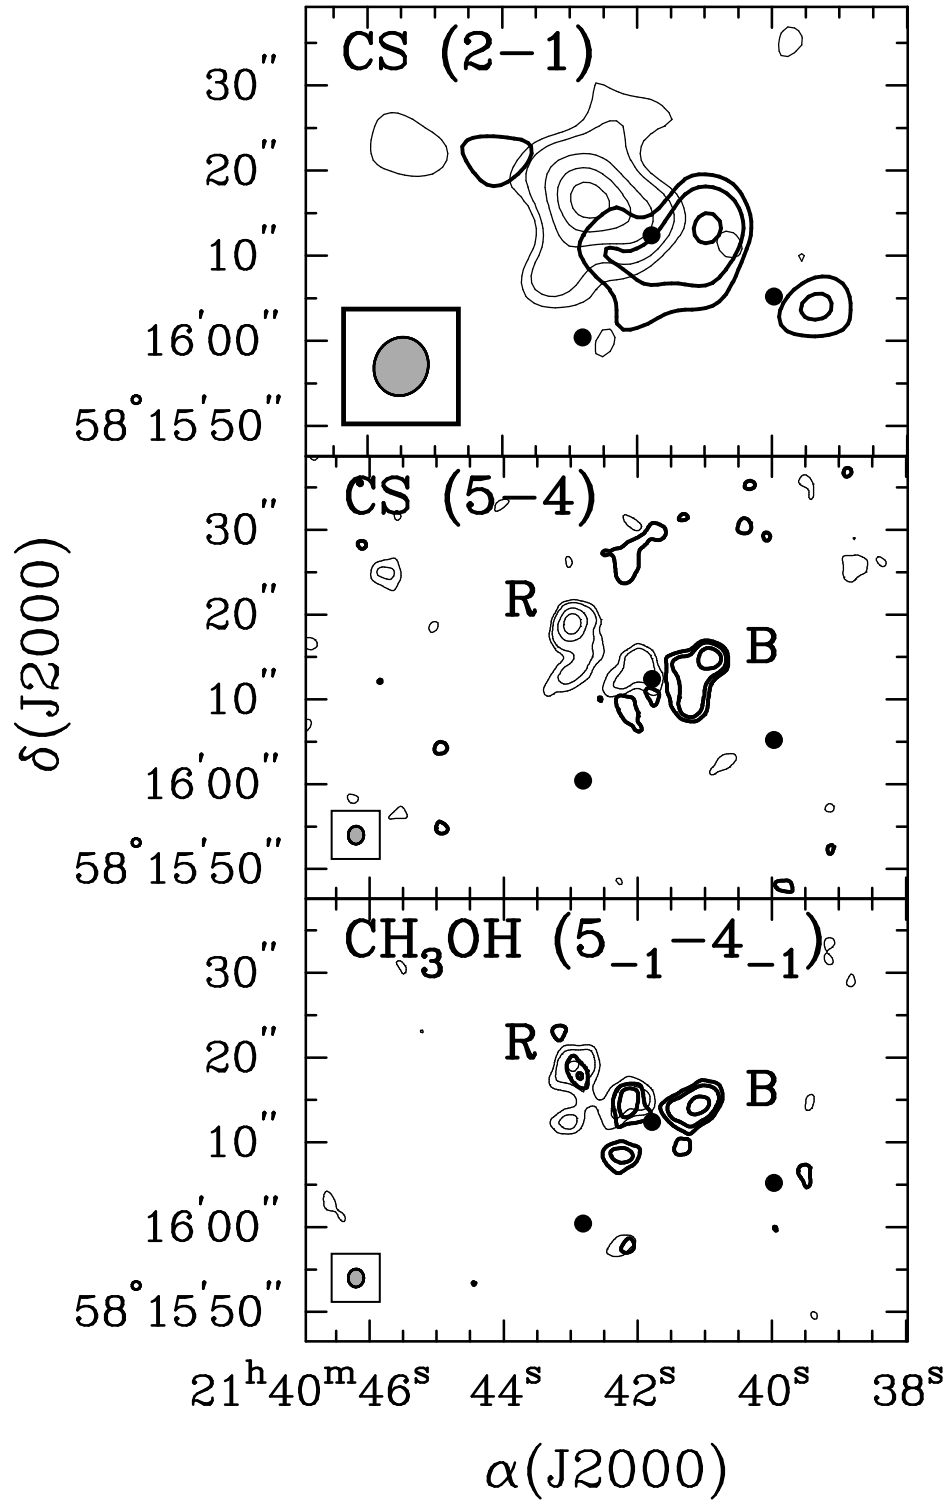 CS (2−1)
30″
20″
10″
16′00″
58°15′50″
CS (5−4)
30″
20″
R
B
10″
16′00″
58°15′50″
δ(J2000)
CH₃OH (5₋₁−4₋₁)
30″
20″
R
B
10″
16′00″
58°15′50″
21ʰ40ᵐ46ˢ 44ˢ 42ˢ 40ˢ 38ˢ
α(J2000)